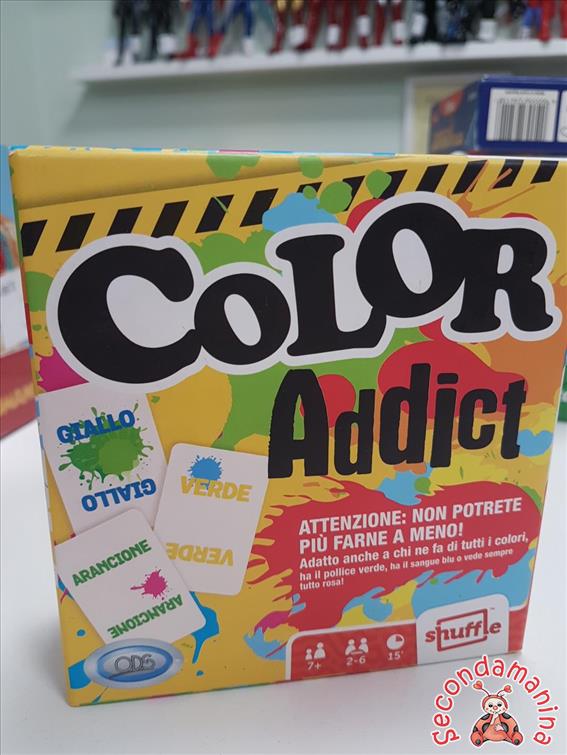 COLOR
Addict
GIALLO
GIALLO
VERDE
VERDE
ARANCIONE
ARANCIONE
ATTENZIONE: NON POTRETE
PIÙ FARNE A MENO!
Adatto anche a chi ne fa di tutti i colori,
ha il pollice verde, ha il sangue blu o vede sempre
tutto rosa!
7+
2-6
15'
shuffle
ODS
Secondamanina